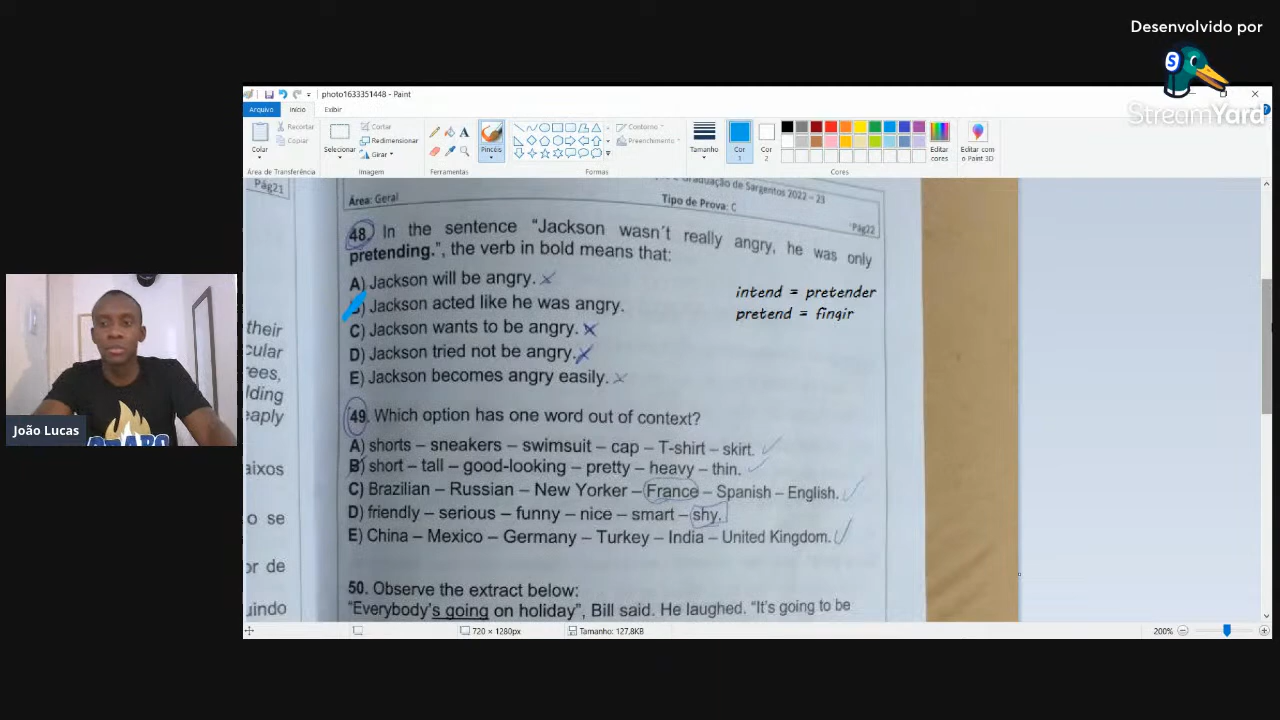 Desenvolvido por
S
StreamYard
photo1633351448 - Paint
Arquivo
Início
Exibir
Colar
Recortar
Copiar
Área de Transferência
Selecionar
Cortar
Redimensionar
Girar
Imagem
Ferramentas
Pincéis
Formas
Contorno
Preenchimento
Tamanho
Cor 1
Cor 2
Cores
Editar cores
Editar com o Paint 3D
Pág21
Graduação de Sargentos 2022 – 23
Área: Geral
Tipo de Prova: C
Pág22
48. In the sentence “Jackson wasn´t really angry, he was only
pretending.”, the verb in bold means that:
A) Jackson will be angry.
) Jackson acted like he was angry.
C) Jackson wants to be angry.
D) Jackson tried not be angry.
E) Jackson becomes angry easily.
intend = pretender
pretend = fingir
49. Which option has one word out of context?
A) shorts – sneakers – swimsuit – cap – T-shirt – skirt.
B) short – tall – good-looking – pretty – heavy – thin.
C) Brazilian – Russian – New Yorker – France – Spanish – English.
D) friendly – serious – funny – nice – smart – shy.
E) China – Mexico – Germany – Turkey – India – United Kingdom.
50. Observe the extract below:
“Everybody’s going on holiday”, Bill said. He laughed. “It’s going to be
their
cular
rees,
lding
eaply
aixos
o se
or de
uindo
João Lucas
720 × 1280px
Tamanho: 127,8KB
200%